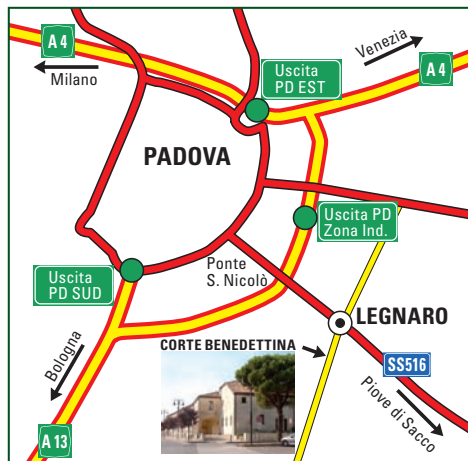 A 4
Milano
Uscita
PD EST
Venezia
A 4
PADOVA
Uscita PD
Zona Ind.
Uscita
PD SUD
Ponte
S. Nicolò
LEGNARO
CORTE BENEDETTINA
Bologna
SS516
Piove di Sacco
A 13